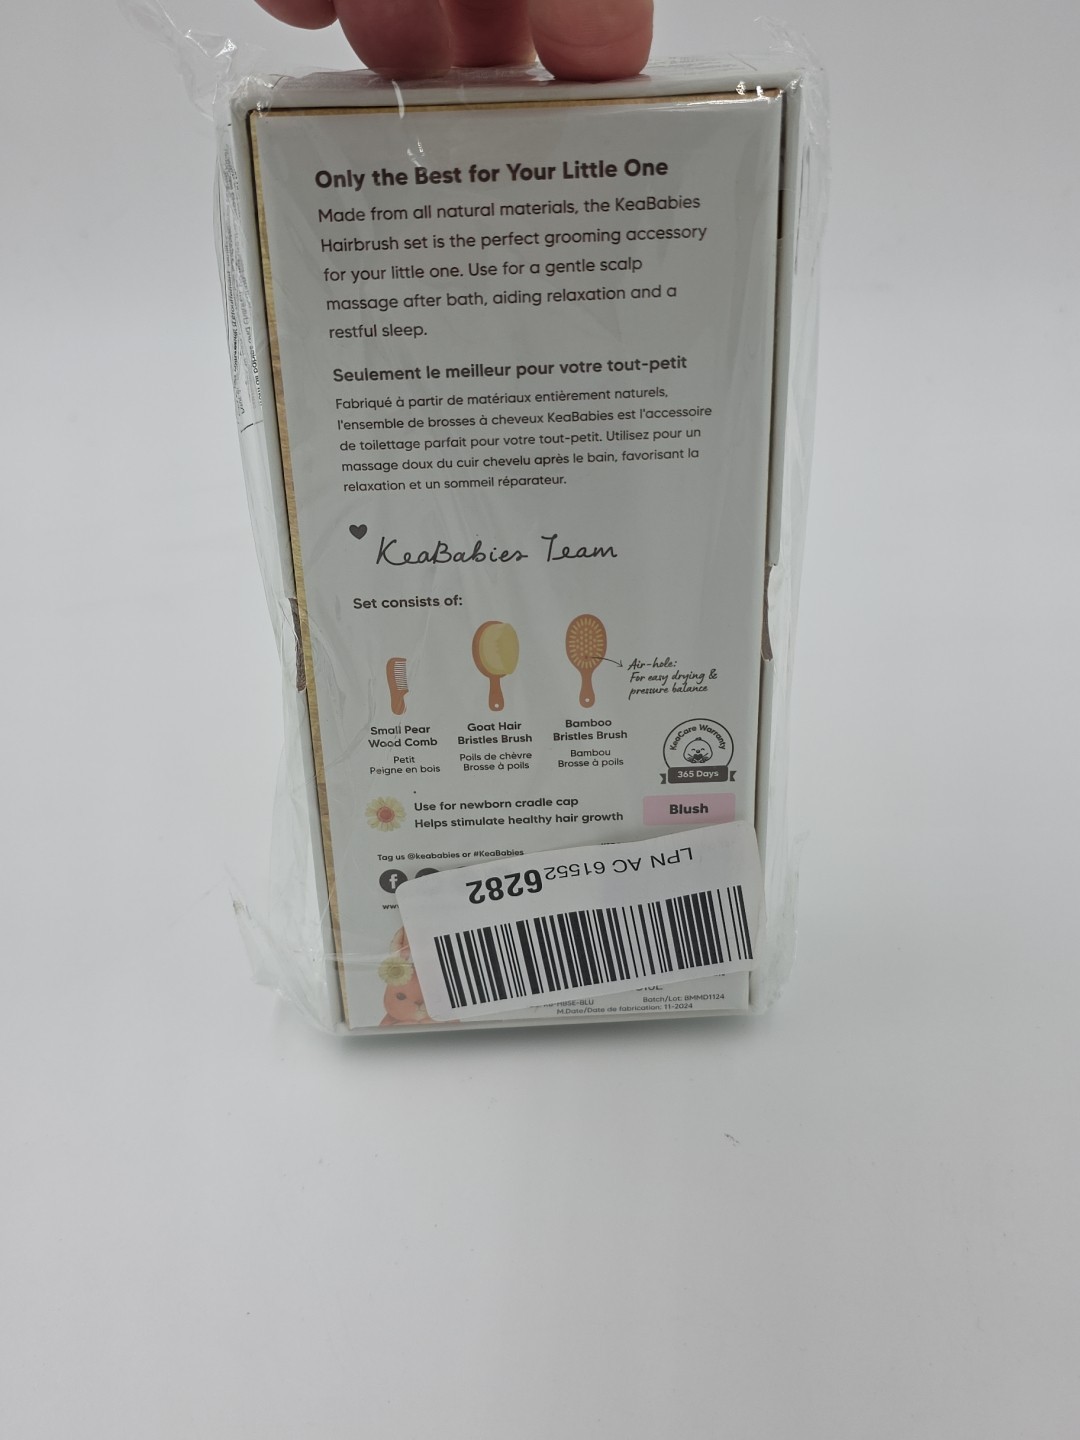 Only the Best for Your Little One
Made from all natural materials, the KeaBabies
Hairbrush set is the perfect grooming accessory
for your little one. Use for a gentle scalp
massage after bath, aiding relaxation and a
restful sleep.
Seulement le meilleur pour votre tout-petit
Fabriqué à partir de matériaux entièrement naturels,
l'ensemble de brosses à cheveux KeaBabies est l'accessoire
de toilettage parfait pour votre tout-petit. Utilisez pour un
massage doux du cuir chevelu après le bain, favorisant la
relaxation et un sommeil réparateur.
KeaBabies Team
Set consists of:
Air-hole:
For easy drying &
pressure balance
Small Pear
Wood Comb
Petit
Peigne en bois
Goat Hair
Bristles Brush
Poils de chèvre
Brosse à poils
Bamboo
Bristles Brush
Bambou
Brosse à poils
KeaCare Warranty
365 Days
Use for newborn cradle cap
Helps stimulate healthy hair growth
Blush
Tag us @keababies or #KeaBabies
LPN AC 615526282
Batch/Lot: 8MMD1124
M.Date/Date de fabrication: 11-2024